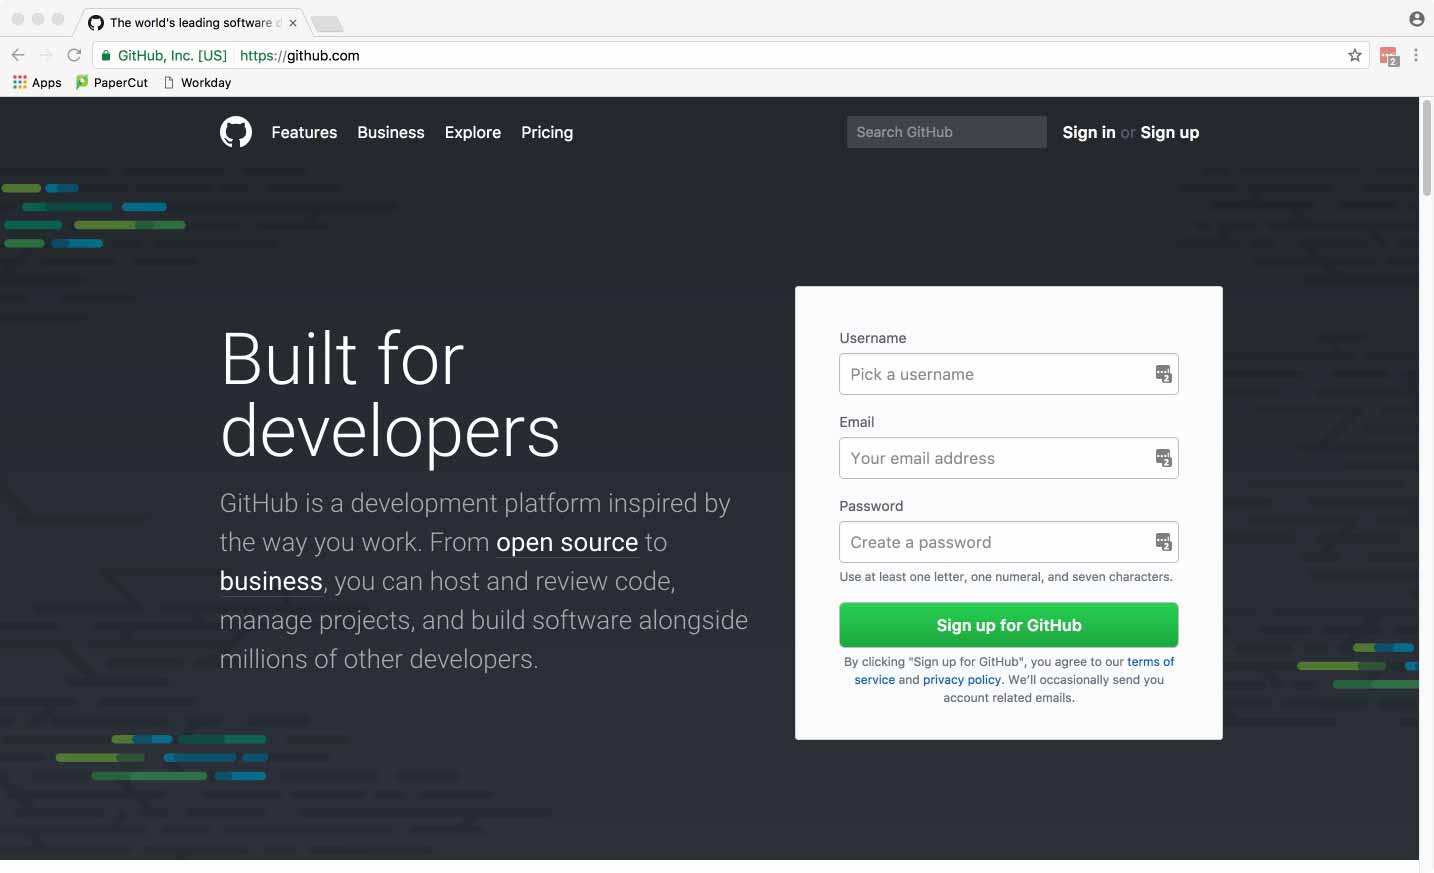 The world's leading software d
GitHub, Inc. [US] https://github.com
2
Apps PaperCut Workday
Features Business Explore Pricing Search GitHub Sign in or Sign up
Built for
developers
GitHub is a development platform inspired by
the way you work. From open source to
business, you can host and review code,
manage projects, and build software alongside
millions of other developers.
Username
Pick a username 2
Email
Your email address 2
Password
Create a password 2
Use at least one letter, one numeral, and seven characters.
Sign up for GitHub
By clicking "Sign up for GitHub", you agree to our terms of
service and privacy policy. We’ll occasionally send you
account related emails.